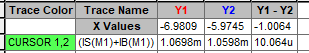 Trace Color Trace Name Y1 Y2 Y1 - Y2
X Values -6.9809 -5.9745 -1.0064
CURSOR 1,2 (IS(M1)+IB(M1)) 1.0698m 1.0598m 10.064u